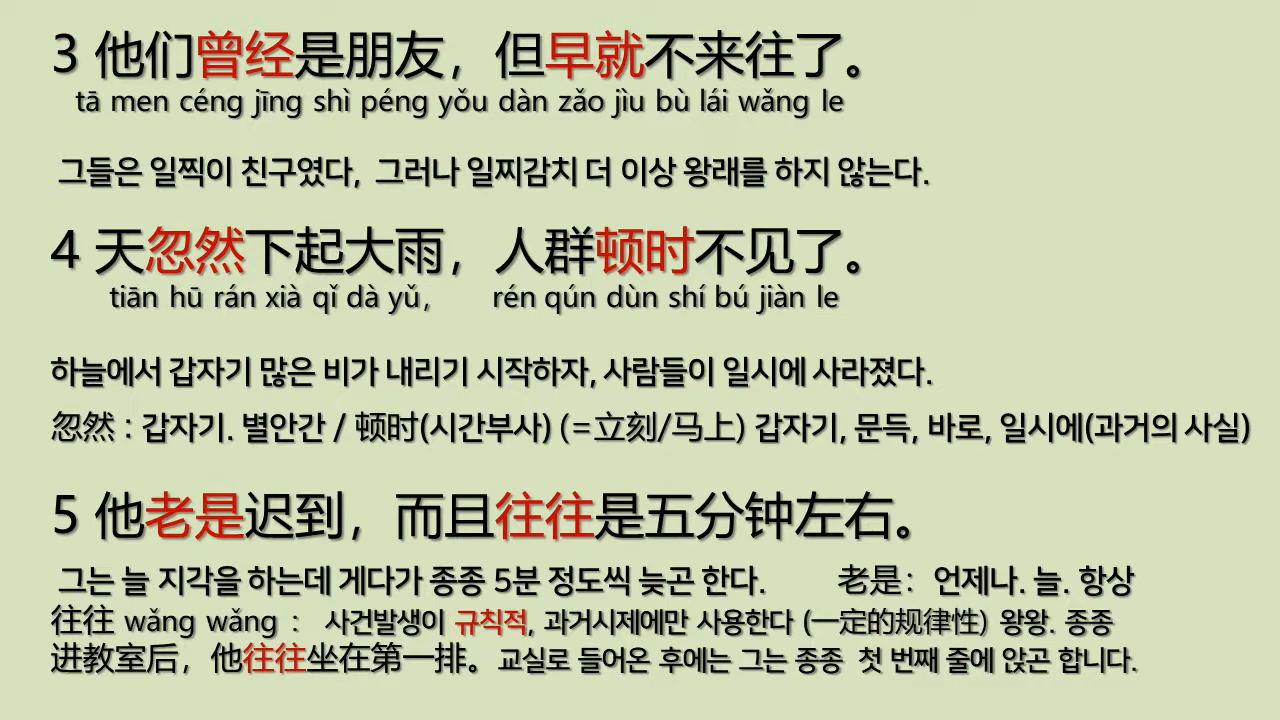 3 他们曾经是朋友，但早就不来往了。
tā men céng jīng shì péng yǒu dàn zǎo jìu bù lái wǎng le
그들은 일찍이 친구였다, 그러나 일찌감치 더 이상 왕래를 하지 않는다.
4 天忽然下起大雨，人群顿时不见了。
tiān hū rán xià qǐ dà yǔ, rén qún dùn shí bú jiàn le
하늘에서 갑자기 많은 비가 내리기 시작하자, 사람들이 일시에 사라졌다.
忽然 : 갑자기. 별안간 / 顿时(시간부사) (=立刻/马上) 갑자기, 문득, 바로, 일시에(과거의 사실)
5 他老是迟到，而且往往是五分钟左右。
그는 늘 지각을 하는데 게다가 종종 5분 정도씩 늦곤 한다. 老是： 언제나. 늘. 항상
往往 wǎng wǎng ： 사건발생이 규칙적, 과거시제에만 사용한다 (一定的规律性) 왕왕. 종종
进教室后，他往往坐在第一排。교실로 들어온 후에는 그는 종종 첫 번째 줄에 앉곤 합니다.